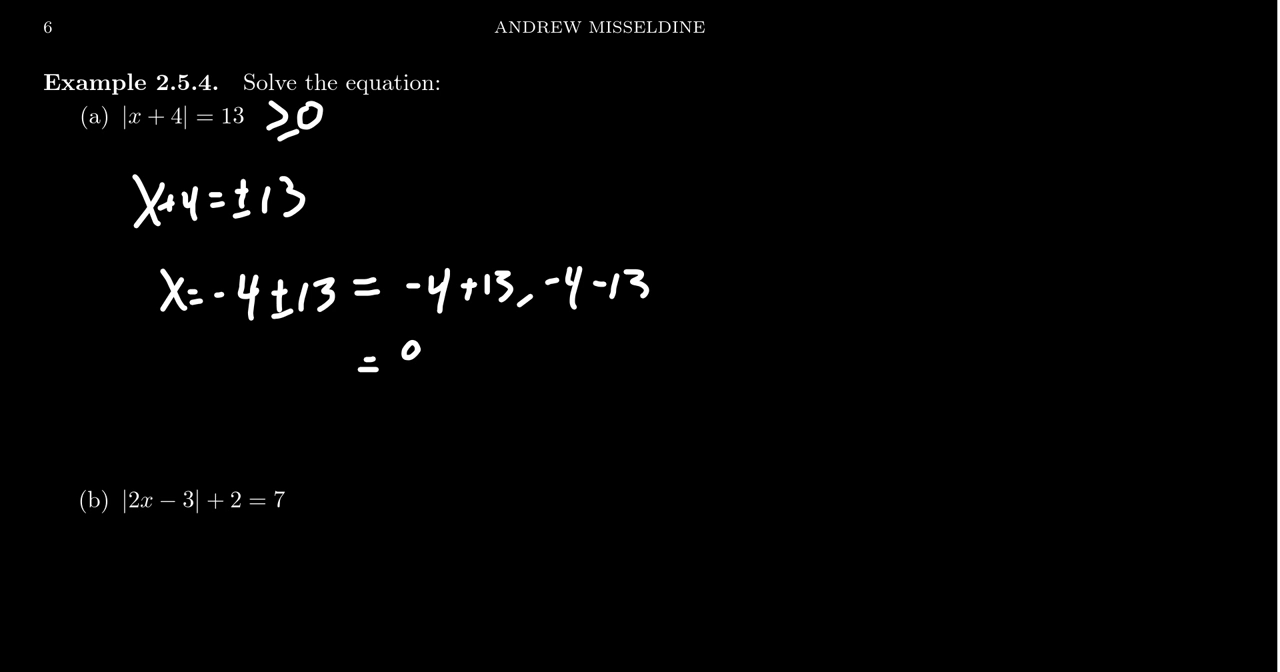 6 ANDREW MISSELDINE
Example 2.5.4. Solve the equation:
(a) |x + 4| = 13 ≥0
x+4=±13
x=-4±13 = -4+13, -4-13
=
(b) |2x − 3| + 2 = 7